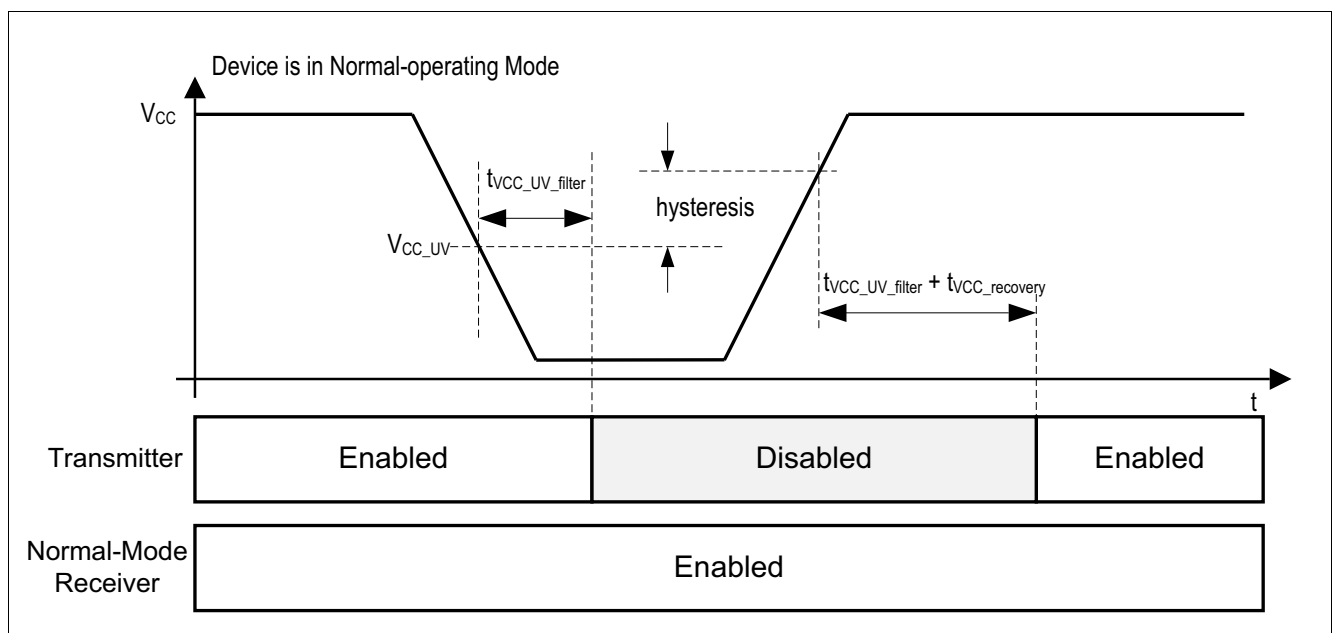 Device is in Normal-operating Mode
VCC
tVCC_UV_filter
hysteresis
VCC_UV
tVCC_UV_filter + tVCC_recovery
t
Transmitter
Enabled
Disabled
Enabled
Normal-Mode
Receiver
Enabled